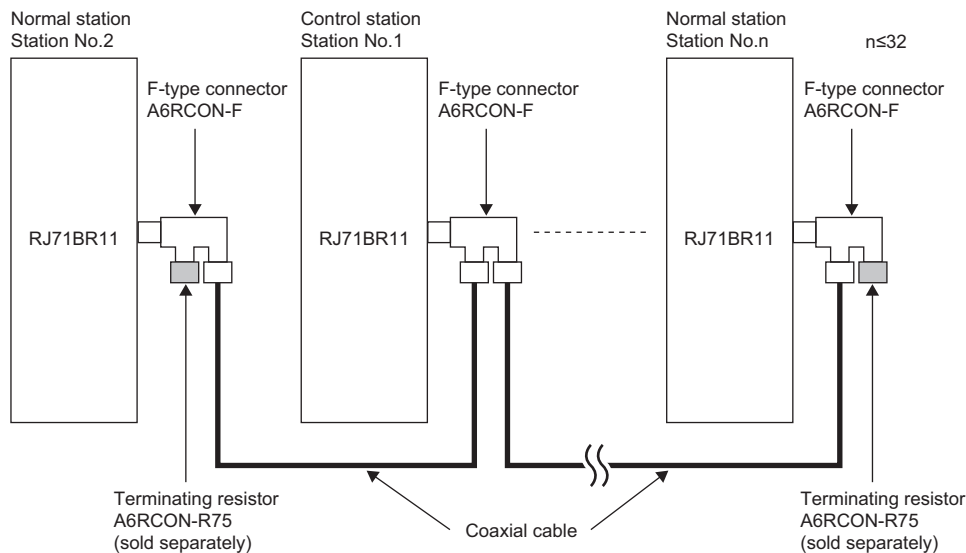 Normal station
Station No.2
Control station
Station No.1
Normal station
Station No.n
n≤32
F-type connector
A6RCON-F
F-type connector
A6RCON-F
F-type connector
A6RCON-F
RJ71BR11
RJ71BR11
RJ71BR11
Terminating resistor
A6RCON-R75
(sold separately)
Coaxial cable
Terminating resistor
A6RCON-R75
(sold separately)